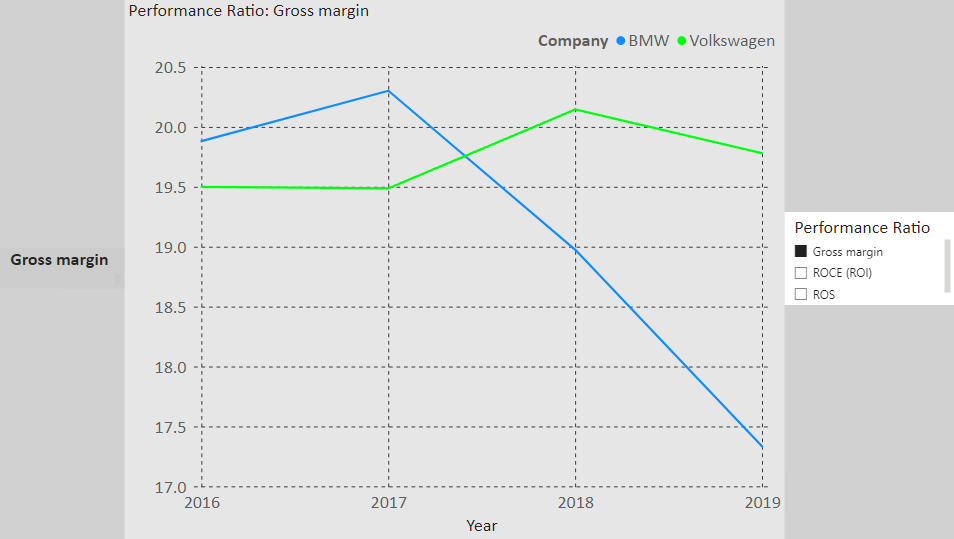 Performance Ratio: Gross margin
Company BMW Volkswagen
20.5
20.0
19.5
19.0
18.5
18.0
17.5
17.0
2016 2017 2018 2019
Year
Gross margin
Performance Ratio
Gross margin
ROCE (ROI)
ROS